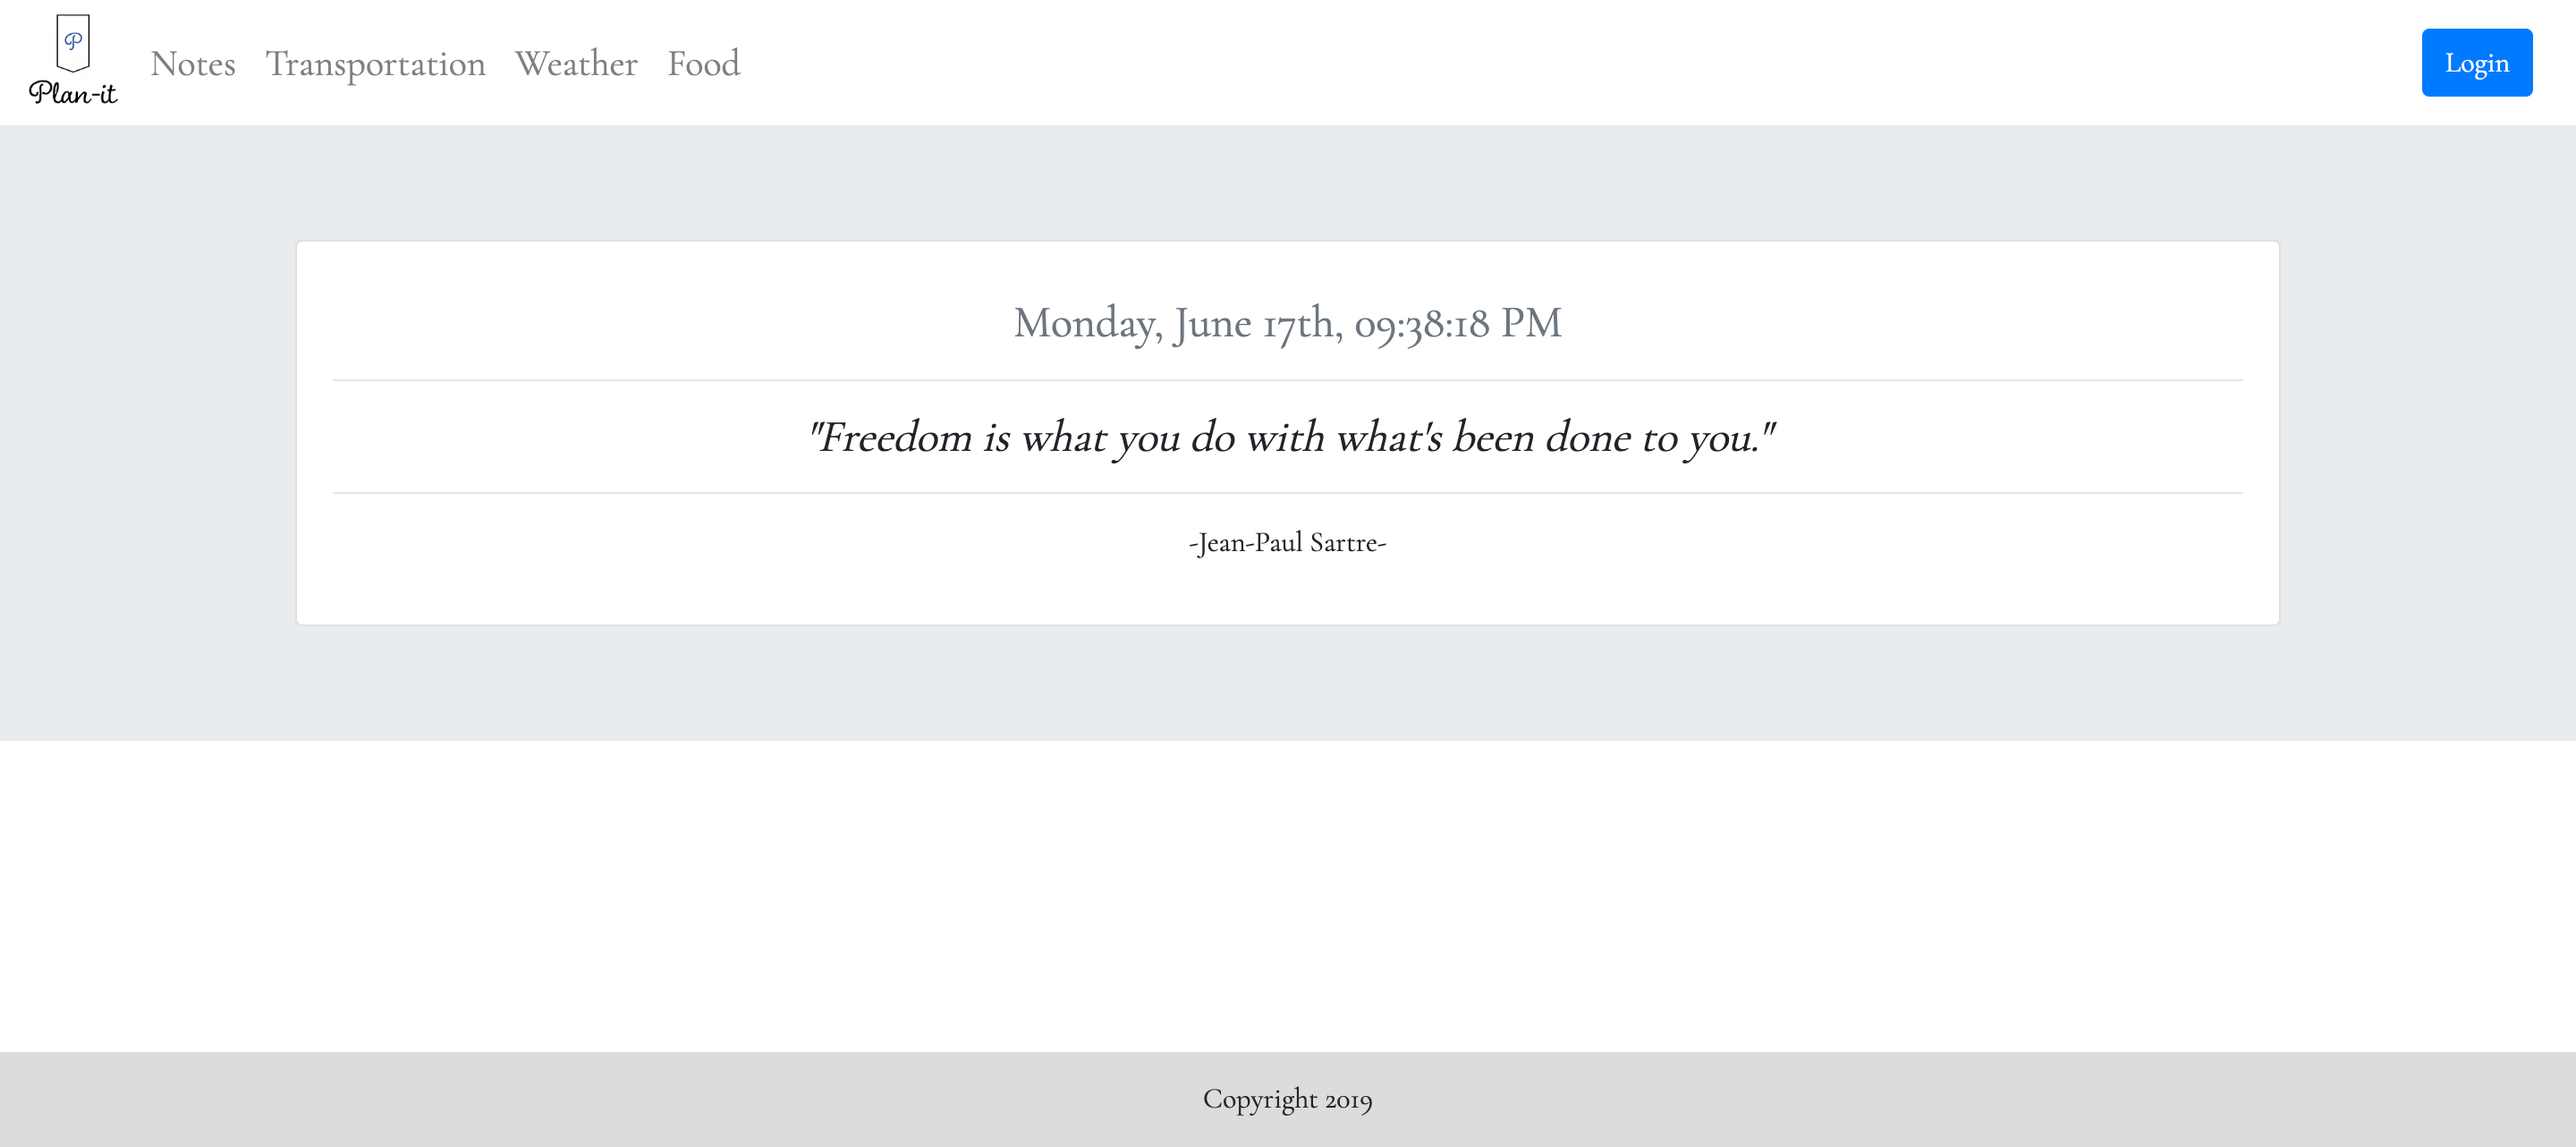 P
Plan-it
Notes Transportation Weather Food
Login
Monday, June 17th, 09:38:18 PM
"Freedom is what you do with what's been done to you."
-Jean-Paul Sartre-
Copyright 2019